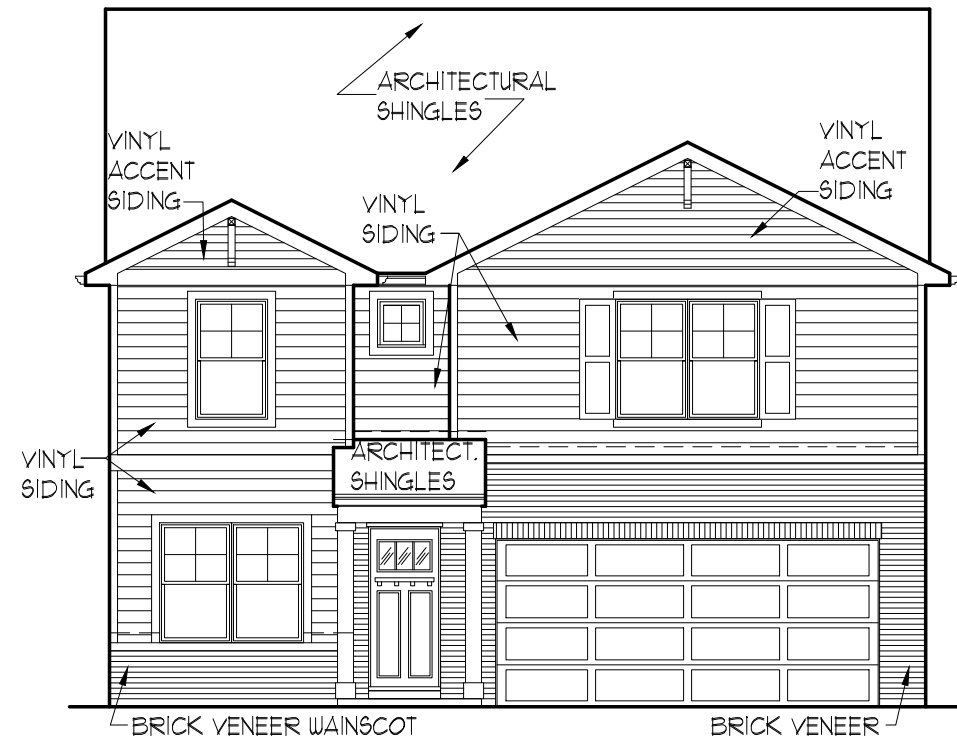 ARCHITECTURAL
SHINGLES
VINYL
ACCENT
SIDING
VINYL
ACCENT
SIDING
VINYL
SIDING
ARCHITECT.
SHINGLES
VINYL
SIDING
BRICK VENEER WAINSCOT
BRICK VENEER